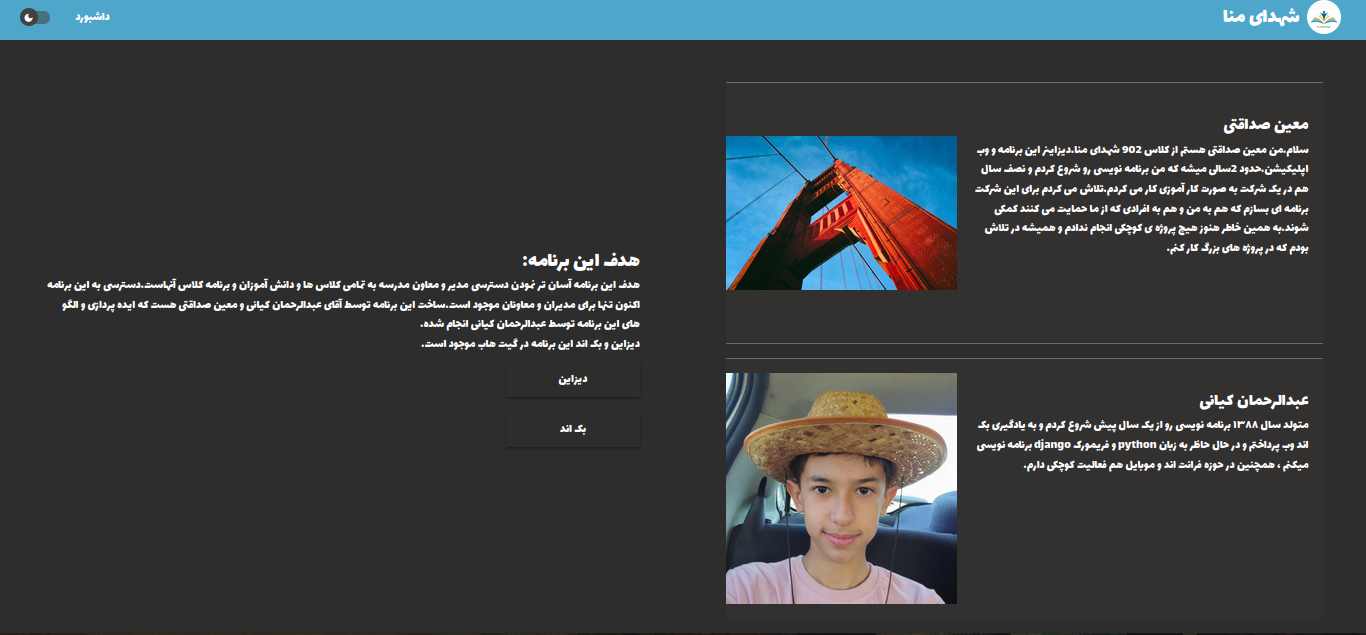 شهدای منا
داشبورد
معین صداقتی
سلام.من معین صداقتی هستم از کلاس 902 شهدای منا.دیزاینر این برنامه و وب
اپلیکیشن.حدود 2سالی میشه که من برنامه نویسی رو شروع کردم و نصف سال
هم در یک شرکت به صورت کار آموزی کار می کردم.تلاش می کردم برای این شرکت
برنامه ای بسازم که هم به من و هم به افرادی که از ما حمایت می کنند کمکی
شوند.به همین خاطر هنوز هیچ پروژه ی کوچکی انجام ندادم و همیشه در تلاش
بودم که در پروژه های بزرگ کار کنم.
عبدالرحمان کیانی
متولد سال ۱۳۸۸ برنامه نویسی رو از یک سال پیش شروع کردم و به یادگیری بک
اند وب پرداختم و در حال حاظر به زبان python و فریمورک django برنامه نویسی
میکنم ، همچنین در حوزه فرانت اند و موبایل هم فعالیت کوچکی دارم.
هدف این برنامه:
هدف این برنامه آسان تر نمودن دسترسی مدیر و معاون مدرسه به تمامی کلاس ها و دانش آموزان و برنامه کلاس آنهاست.دسترسی به این برنامه
اکنون تنها برای مدیران و معاونان موجود است.ساخت این برنامه توسط آقای عبدالرحمان کیانی و معین صداقتی هست که ایده پردازی و الگو
های این برنامه توسط عبدالرحمان کیانی انجام شده.
دیزاین و بک اند این برنامه در گیت هاب موجود است.
دیزاین
بک اند